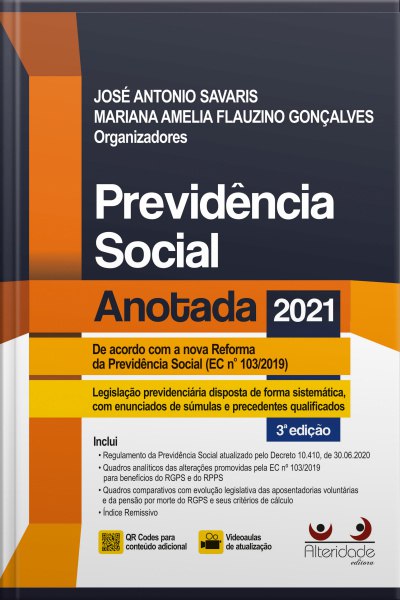 JOSÉ ANTONIO SAVARIS
MARIANA AMELIA FLAUZINO GONÇALVES
Organizadores
Previdência
Social
Anotada 2021
De acordo com a nova Reforma
da Previdência Social (EC nº 103/2019)
Legislação previdenciária disposta de forma sistemática,
com enunciados de súmulas e precedentes qualificados
3ª edição
Inclui
• Regulamento da Previdência Social atualizado pelo Decreto 10.410, de 30.06.2020
• Quadros analíticos das alterações promovidas pela EC nº 103/2019
para benefícios do RGPS e do RPPS
• Quadros comparativos com evolução legislativa das aposentadorias voluntárias
e da pensão por morte do RGPS e seus critérios de cálculo
• Índice Remissivo
QR Codes para
conteúdo adicional
Videoaulas
de atualização
Alteridade
editora